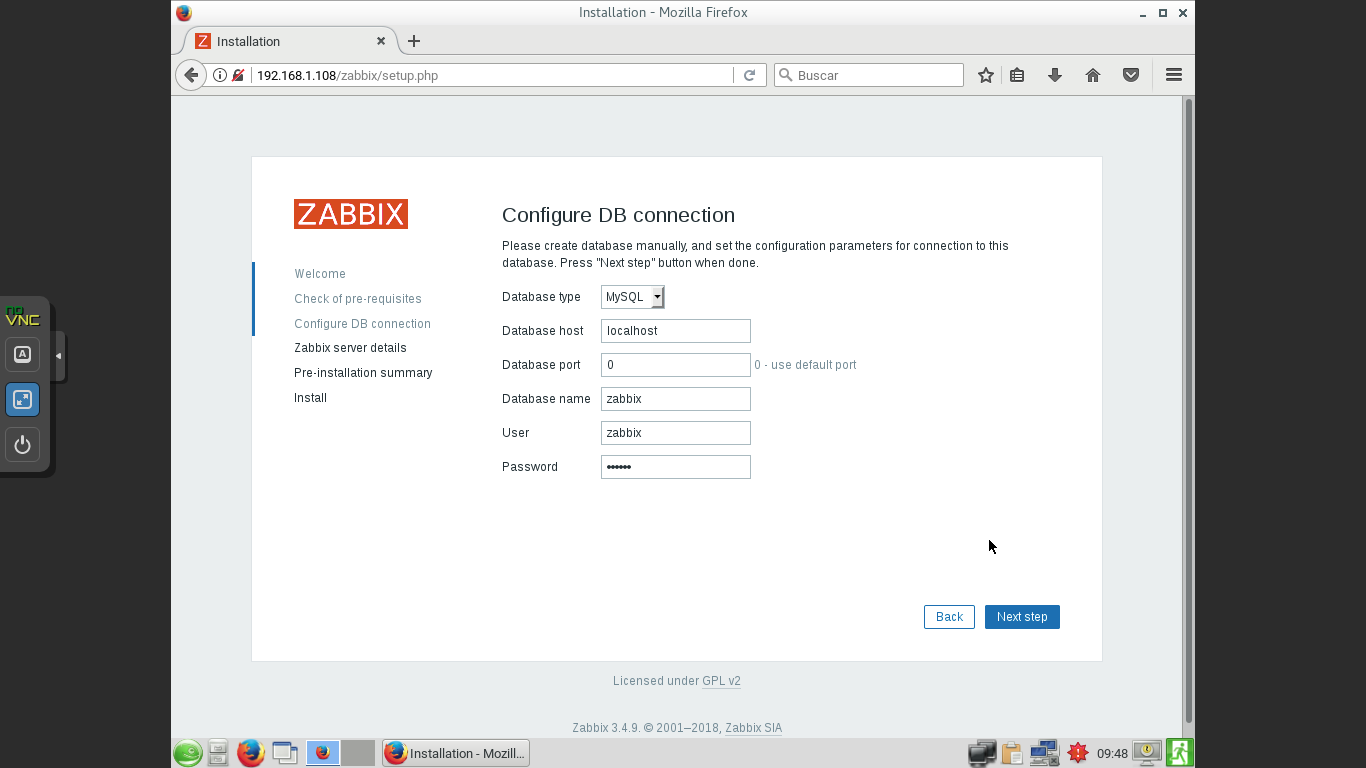 Installation - Mozilla Firefox
Installation
192.168.1.108/zabbix/setup.php
Buscar
ZABBIX
Welcome
Check of pre-requisites
Configure DB connection
Zabbix server details
Pre-installation summary
Install
Configure DB connection
Please create database manually, and set the configuration parameters for connection to this
database. Press "Next step" button when done.
Database type MySQL
Database host localhost
Database port 0 0 - use default port
Database name zabbix
User zabbix
Password ••••••
Back Next step
Licensed under GPL v2
Zabbix 3.4.9. © 2001–2018, Zabbix SIA
no
VNC
A
Installation - Mozill...
09:48